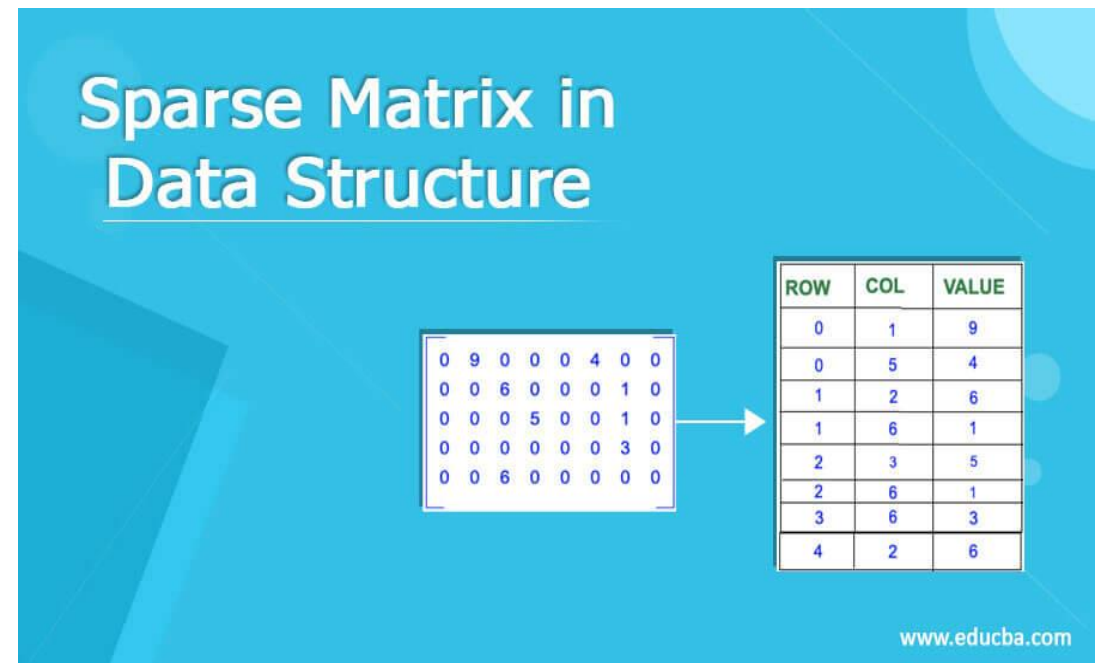 Sparse Matrix in
Data Structure
0 9 0 0 0 4 0 0
0 0 6 0 0 0 1 0
0 0 0 5 0 0 1 0
0 0 0 0 0 0 3 0
0 0 6 0 0 0 0 0
ROW COL VALUE
0 1 9
0 5 4
1 2 6
1 6 1
2 3 5
2 6 1
3 6 3
4 2 6
www.educba.com